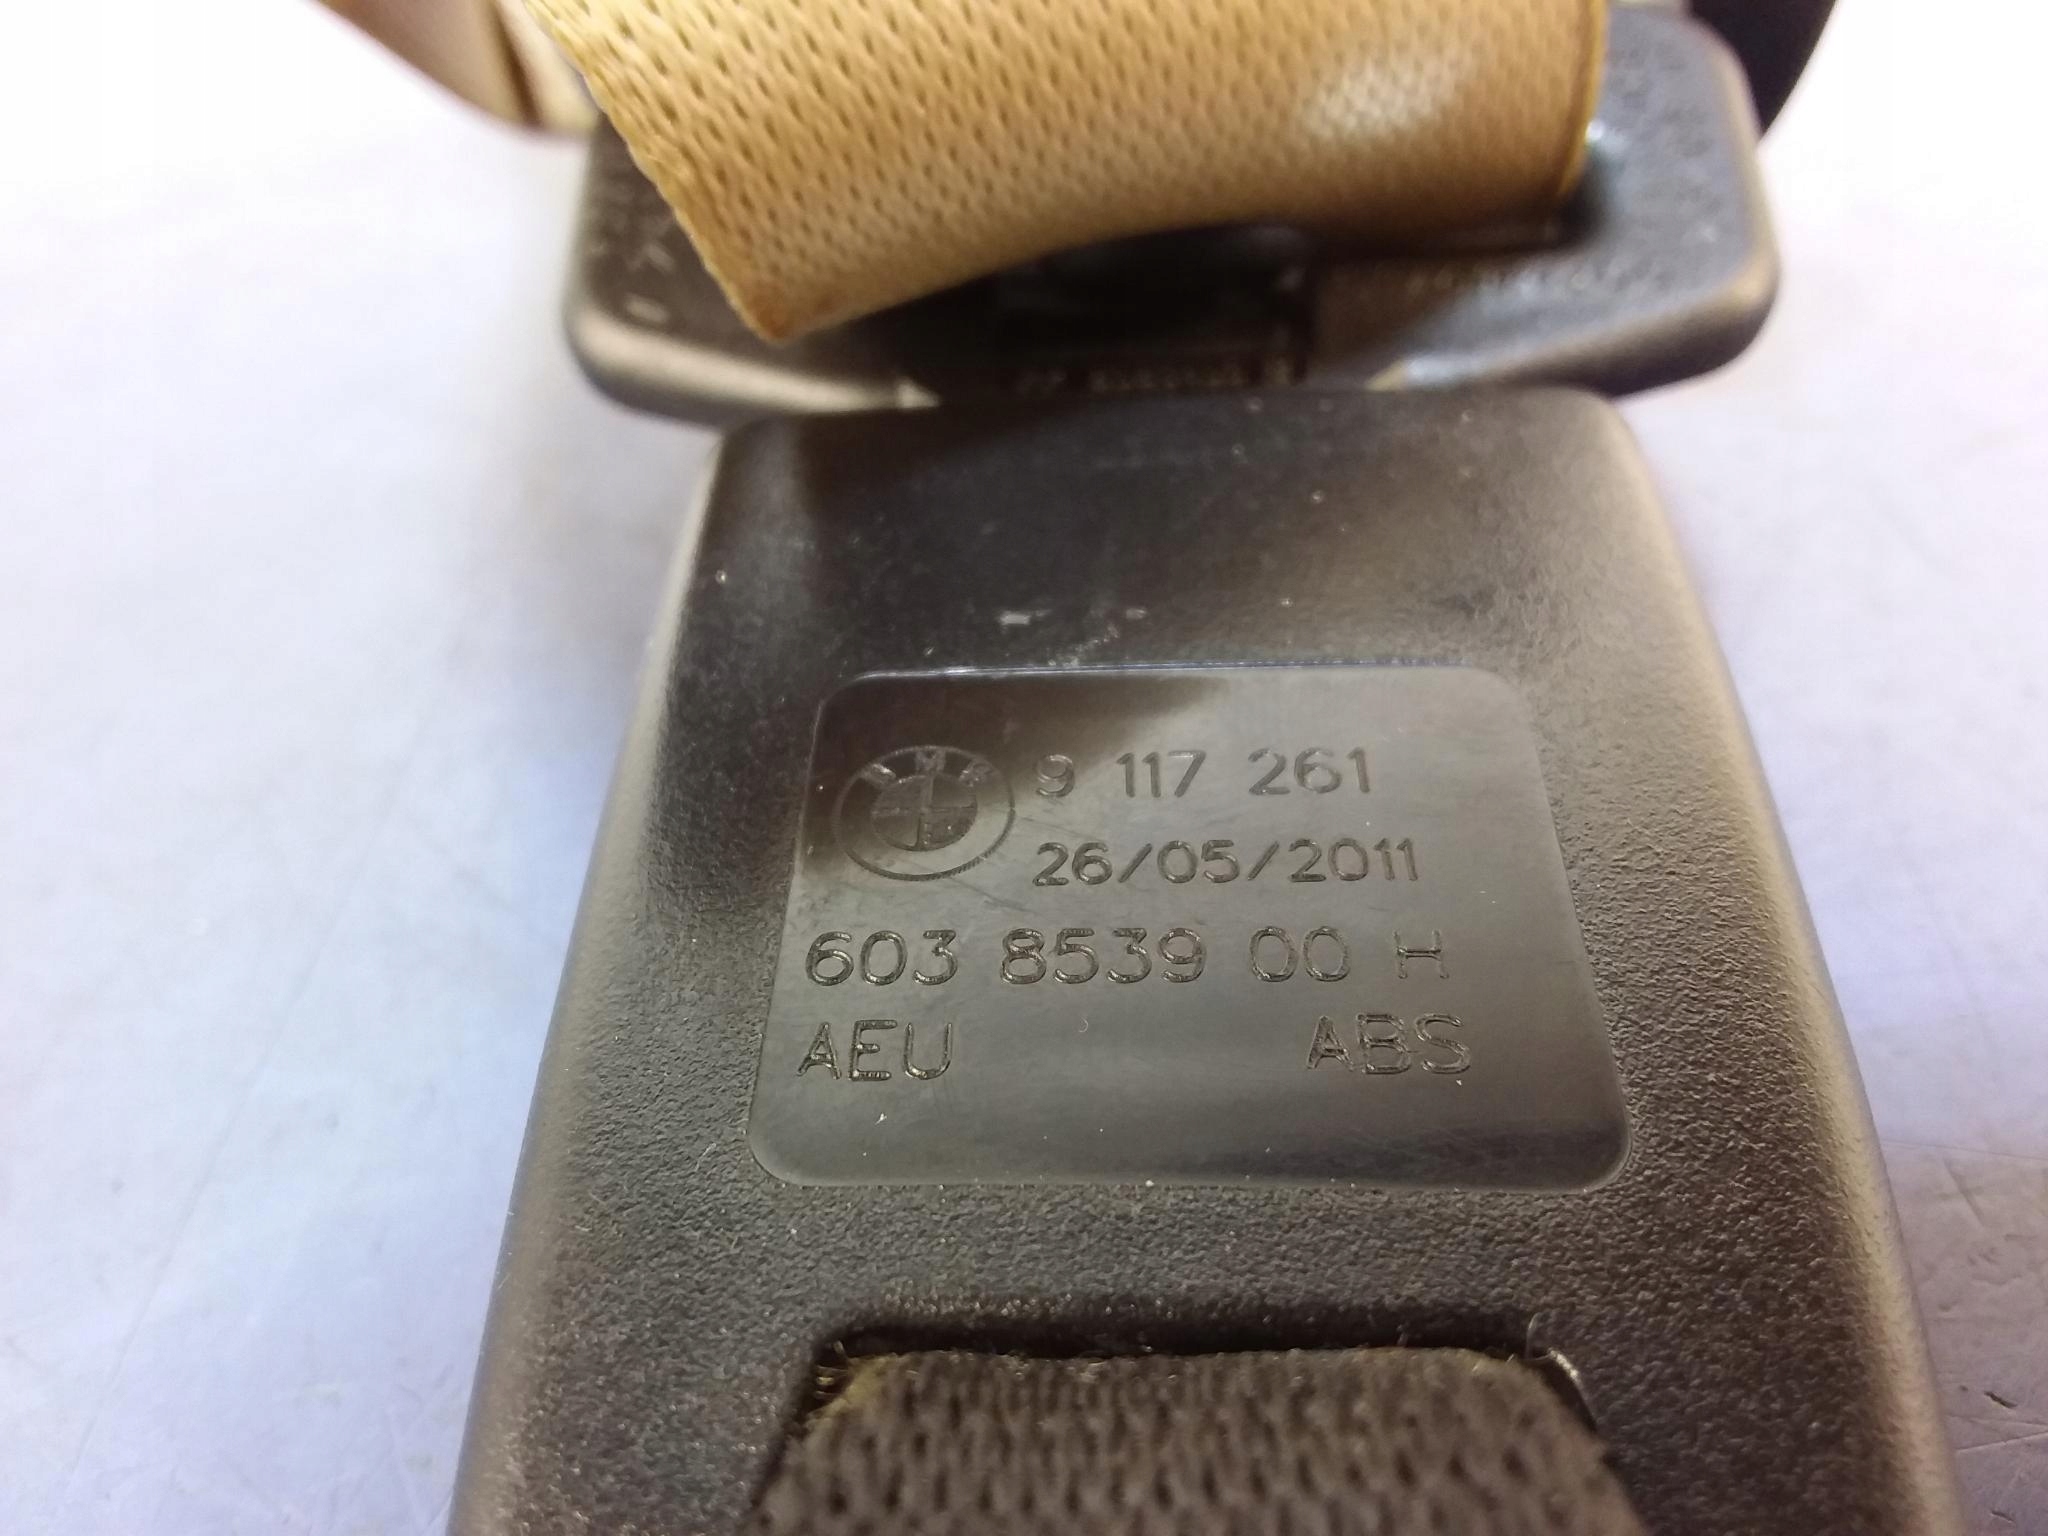 BMW 9 117 261
26/05/2011
603 8539 00 H
AEU ABS